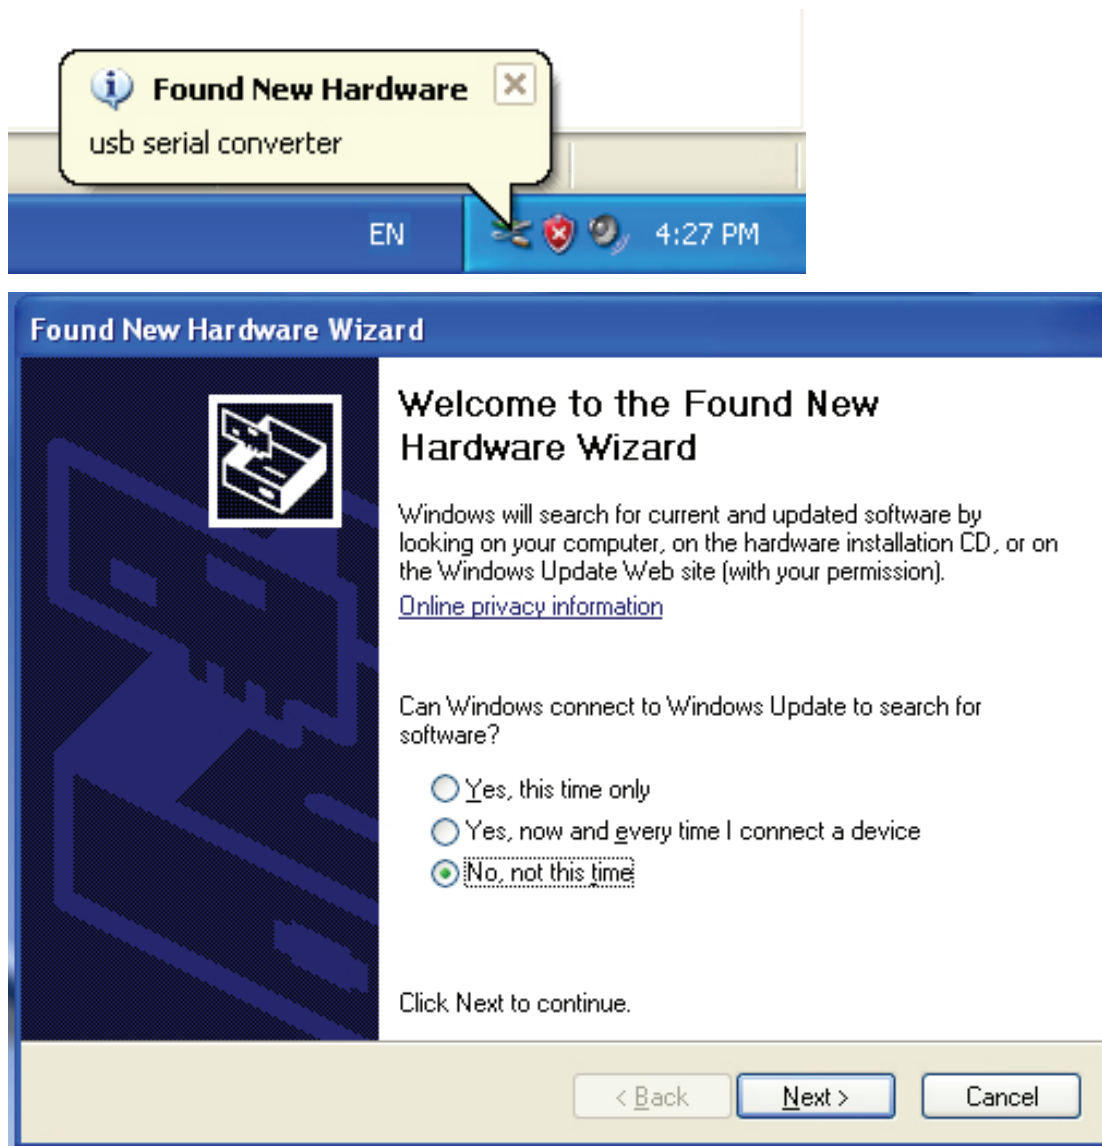 Found New Hardware
usb serial converter
EN
4:27 PM
Found New Hardware Wizard
Welcome to the Found New
Hardware Wizard
Windows will search for current and updated software by
looking on your computer, on the hardware installation CD, or on
the Windows Update Web site (with your permission).
Online privacy information
Can Windows connect to Windows Update to search for
software?
Yes, this time only
Yes, now and every time I connect a device
No, not this time
Click Next to continue.
< Back
Next >
Cancel